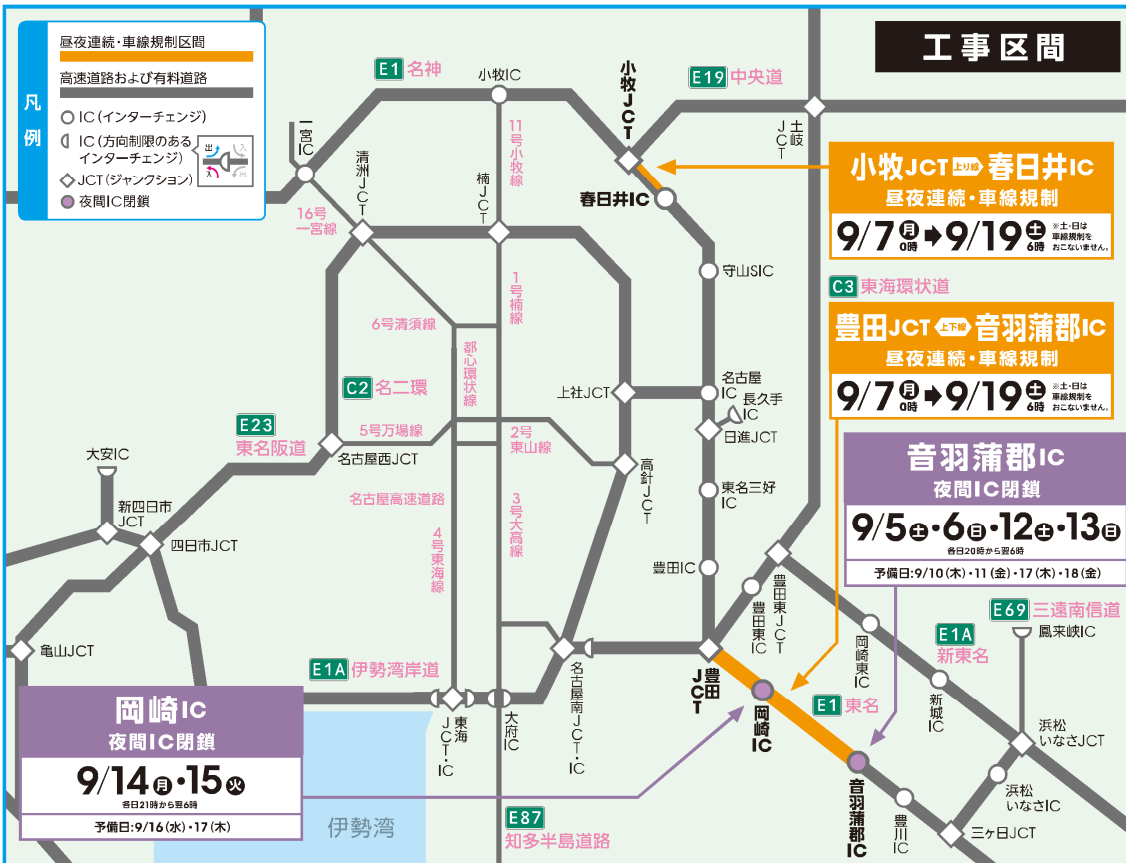 凡例
昼夜連続・車線規制区間
高速道路および有料道路
IC（インターチェンジ）
IC（方向制限のある
インターチェンジ）
出
入
入
出
JCT（ジャンクション）
夜間IC閉鎖
工事区間
E1 名神
小牧IC
小牧JCT
E19 中央道
土岐JCT
一宮IC
清洲JCT
11号小牧線
楠JCT
春日井IC
16号
一宮線
小牧JCT 上り線 春日井IC
昼夜連続・車線規制
9/7月0時➡9/19土6時
※土・日は
車線規制を
おこないません。
守山SIC
1号楠線
C3 東海環状道
6号清須線
都心環状線
豊田JCT 上下線 音羽蒲郡IC
昼夜連続・車線規制
9/7月0時➡9/19土6時
※土・日は
車線規制を
おこないません。
C2 名二環
上社JCT
名古屋
IC
長久手
IC
日進JCT
E23
東名阪道
5号万場線
2号
東山線
名古屋西JCT
高針JCT
大安IC
新四日市
JCT
四日市JCT
名古屋高速道路
4号東海線
3号大高線
東名三好
IC
音羽蒲郡IC
夜間IC閉鎖
9/5土・6日・12土・13日
各日20時から翌6時
予備日:9/10(木)・11(金)・17(木)・18(金)
豊田IC
豊田東JCT
豊田東IC
岡崎東IC
E69 三遠南信道
鳳来峡IC
E1A
新東名
新城IC
亀山JCT
E1A 伊勢湾岸道
東海
JCT・IC
大府IC
名古屋南JCT・IC
豊田JCT
岡崎IC
E1 東名
音羽蒲郡IC
豊川IC
浜松
いなさJCT
浜松
いなさIC
三ヶ日JCT
岡崎IC
夜間IC閉鎖
9/14月・15火
各日21時から翌6時
予備日:9/16(水)・17(木)
伊勢湾
E87
知多半島道路